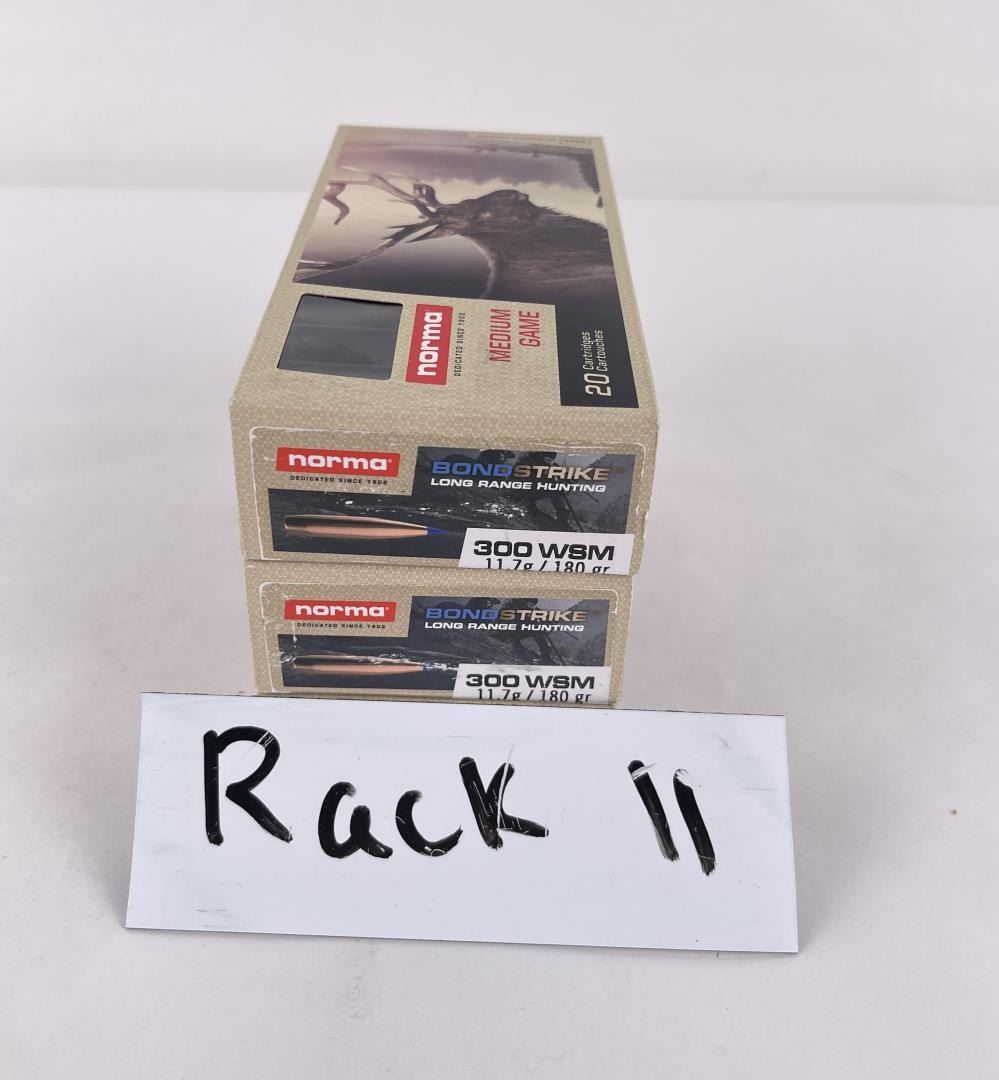 norma
DEDICATED SINCE 1902
MEDIUM
GAME
20 Cartridges
Cartouches
norma
DEDICATED SINCE 1902
BONDSTRIKE
LONG RANGE HUNTING
300 WSM
11.7g / 180 gr
norma
DEDICATED SINCE 1902
BONDSTRIKE
LONG RANGE HUNTING
300 WSM
11.7g / 180 gr
Rack 11